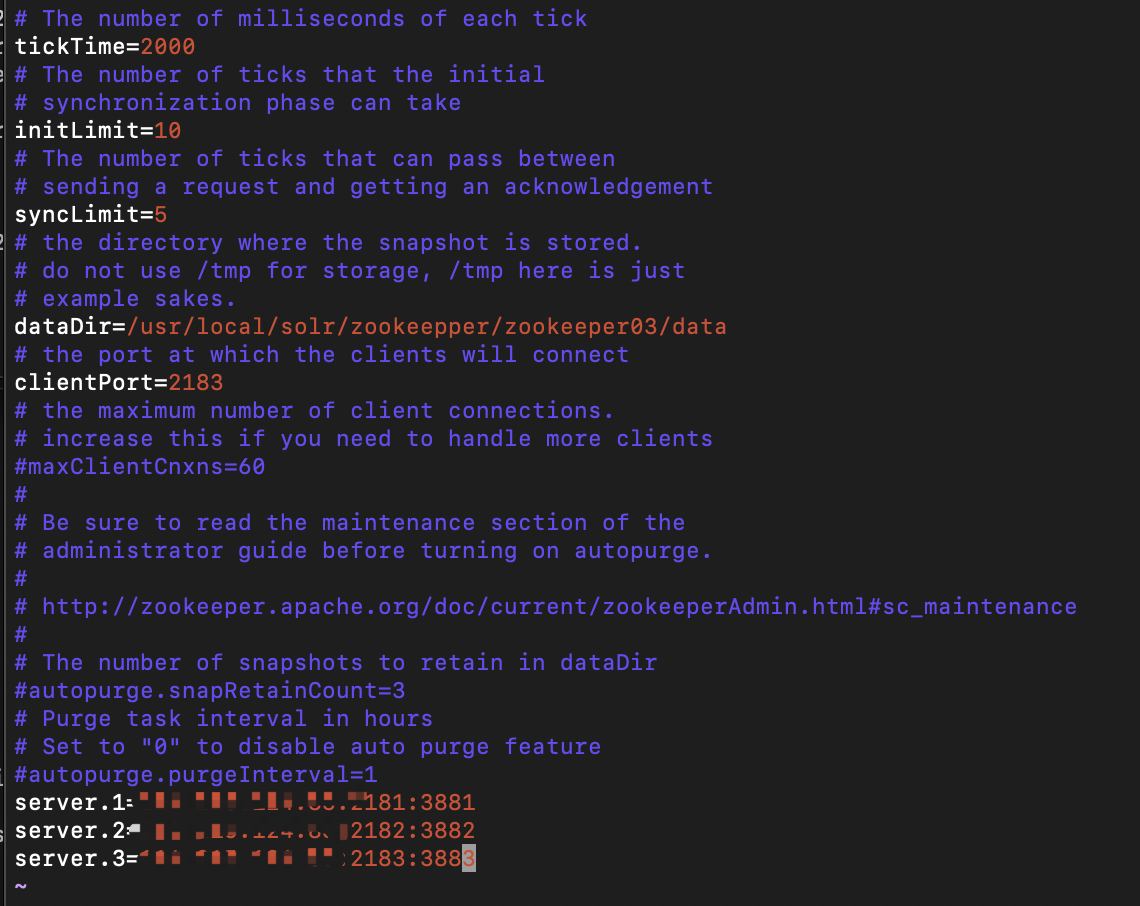 # The number of milliseconds of each tick
tickTime=2000
# The number of ticks that the initial
# synchronization phase can take
initLimit=10
# The number of ticks that can pass between
# sending a request and getting an acknowledgement
syncLimit=5
# the directory where the snapshot is stored.
# do not use /tmp for storage, /tmp here is just
# example sakes.
dataDir=/usr/local/solr/zookeepper/zookeeper03/data
# the port at which the clients will connect
clientPort=2183
# the maximum number of client connections.
# increase this if you need to handle more clients
#maxClientCnxns=60
#
# Be sure to read the maintenance section of the
# administrator guide before turning on autopurge.
#
# http://zookeeper.apache.org/doc/current/zookeeperAdmin.html#sc_maintenance
#
# The number of snapshots to retain in dataDir
#autopurge.snapRetainCount=3
# Purge task interval in hours
# Set to "0" to disable auto purge feature
#autopurge.purgeInterval=1
server.1= 2181:3881
server.2= 2182:3882
server.3= :2183:3883
~